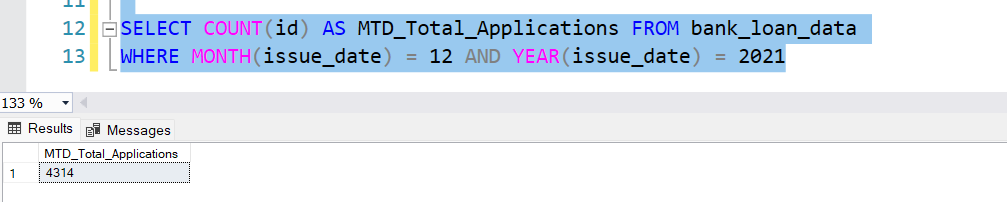 11
12 SELECT COUNT(id) AS MTD_Total_Applications FROM bank_loan_data
13 WHERE MONTH(issue_date) = 12 AND YEAR(issue_date) = 2021
133 %
Results Messages
MTD_Total_Applications
1 4314